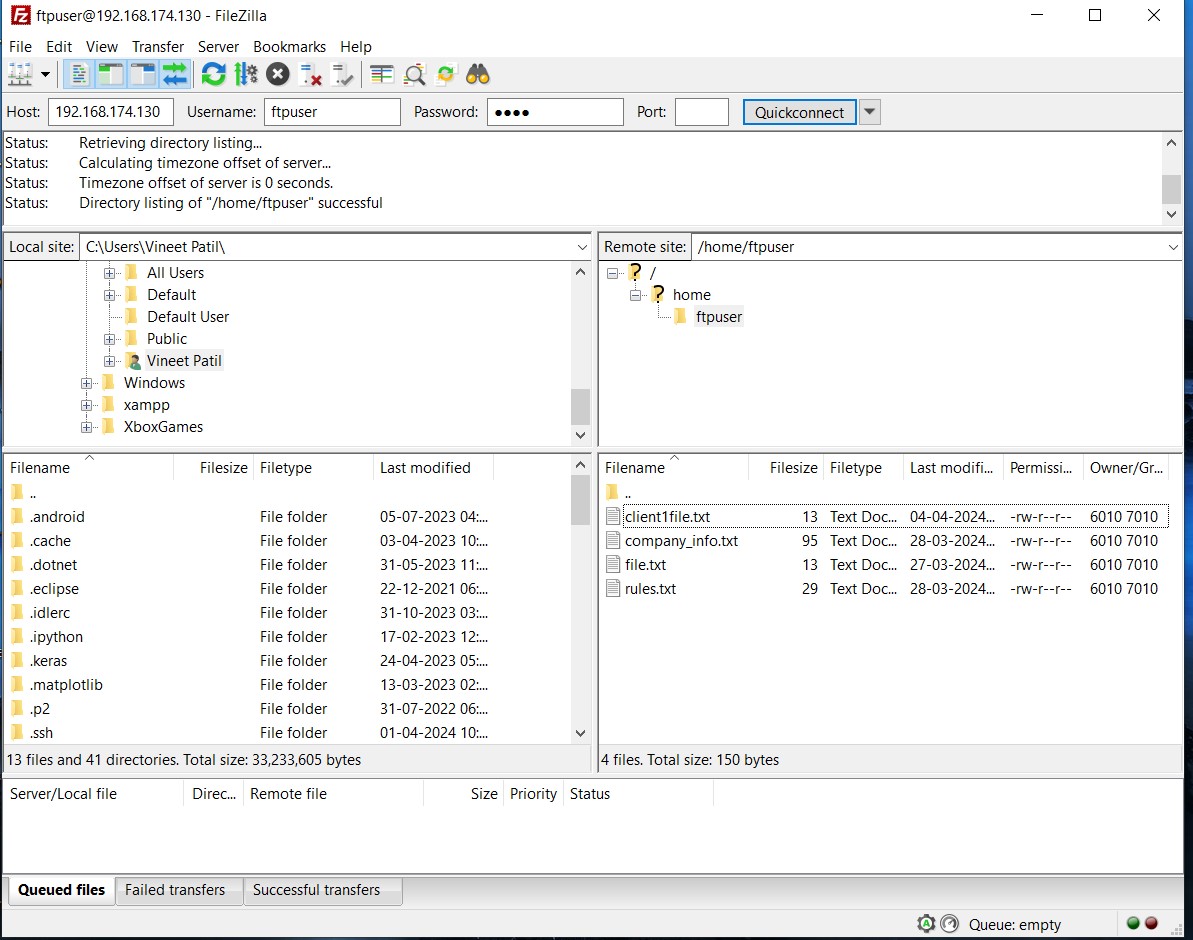 ftpuser@192.168.174.130 - FileZilla
File Edit View Transfer Server Bookmarks Help
Host: 192.168.174.130 Username: ftpuser Password: ●●●● Port: Quickconnect
Status: Retrieving directory listing...
Status: Calculating timezone offset of server...
Status: Timezone offset of server is 0 seconds.
Status: Directory listing of "/home/ftpuser" successful
Local site: C:\Users\Vineet Patil\
All Users
Default
Default User
Public
Vineet Patil
Windows
xampp
XboxGames
Remote site: /home/ftpuser
/
home
ftpuser
Filename Filesize Filetype Last modified
..
.android File folder 05-07-2023 04:...
.cache File folder 03-04-2023 10:...
.dotnet File folder 31-05-2023 11:...
.eclipse File folder 22-12-2021 06:...
.idlerc File folder 31-10-2023 03:...
.ipython File folder 17-02-2023 12:...
.keras File folder 24-04-2023 05:...
.matplotlib File folder 13-03-2023 02:...
.p2 File folder 31-07-2022 06:...
.ssh File folder 01-04-2024 10:...
13 files and 41 directories. Total size: 33,233,605 bytes
Filename Filesize Filetype Last modifi... Permissi... Owner/Gr...
..
client1file.txt 13 Text Doc... 04-04-2024... -rw-r--r-- 6010 7010
company_info.txt 95 Text Doc... 28-03-2024... -rw-r--r-- 6010 7010
file.txt 13 Text Doc... 27-03-2024... -rw-r--r-- 6010 7010
rules.txt 29 Text Doc... 28-03-2024... -rw-r--r-- 6010 7010
4 files. Total size: 150 bytes
Server/Local file Direc... Remote file Size Priority Status
Queued files Failed transfers Successful transfers
Queue: empty